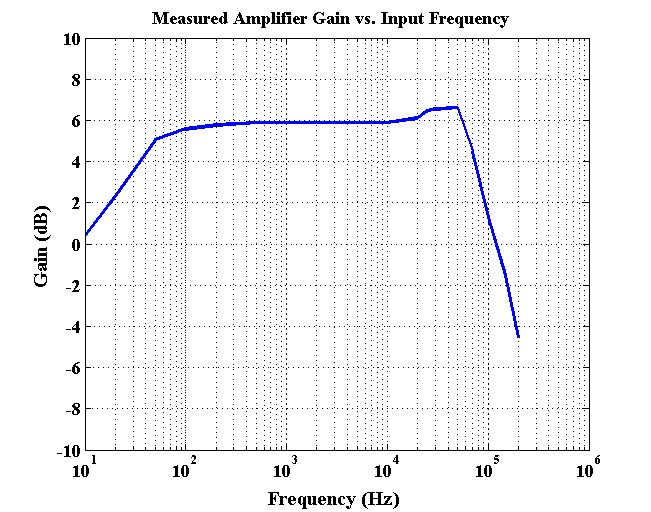 Measured Amplifier Gain vs. Input Frequency
10
8
6
4
2
0
-2
-4
-6
-8
-10
Gain (dB)
10^1 10^2 10^3 10^4 10^5 10^6
Frequency (Hz)